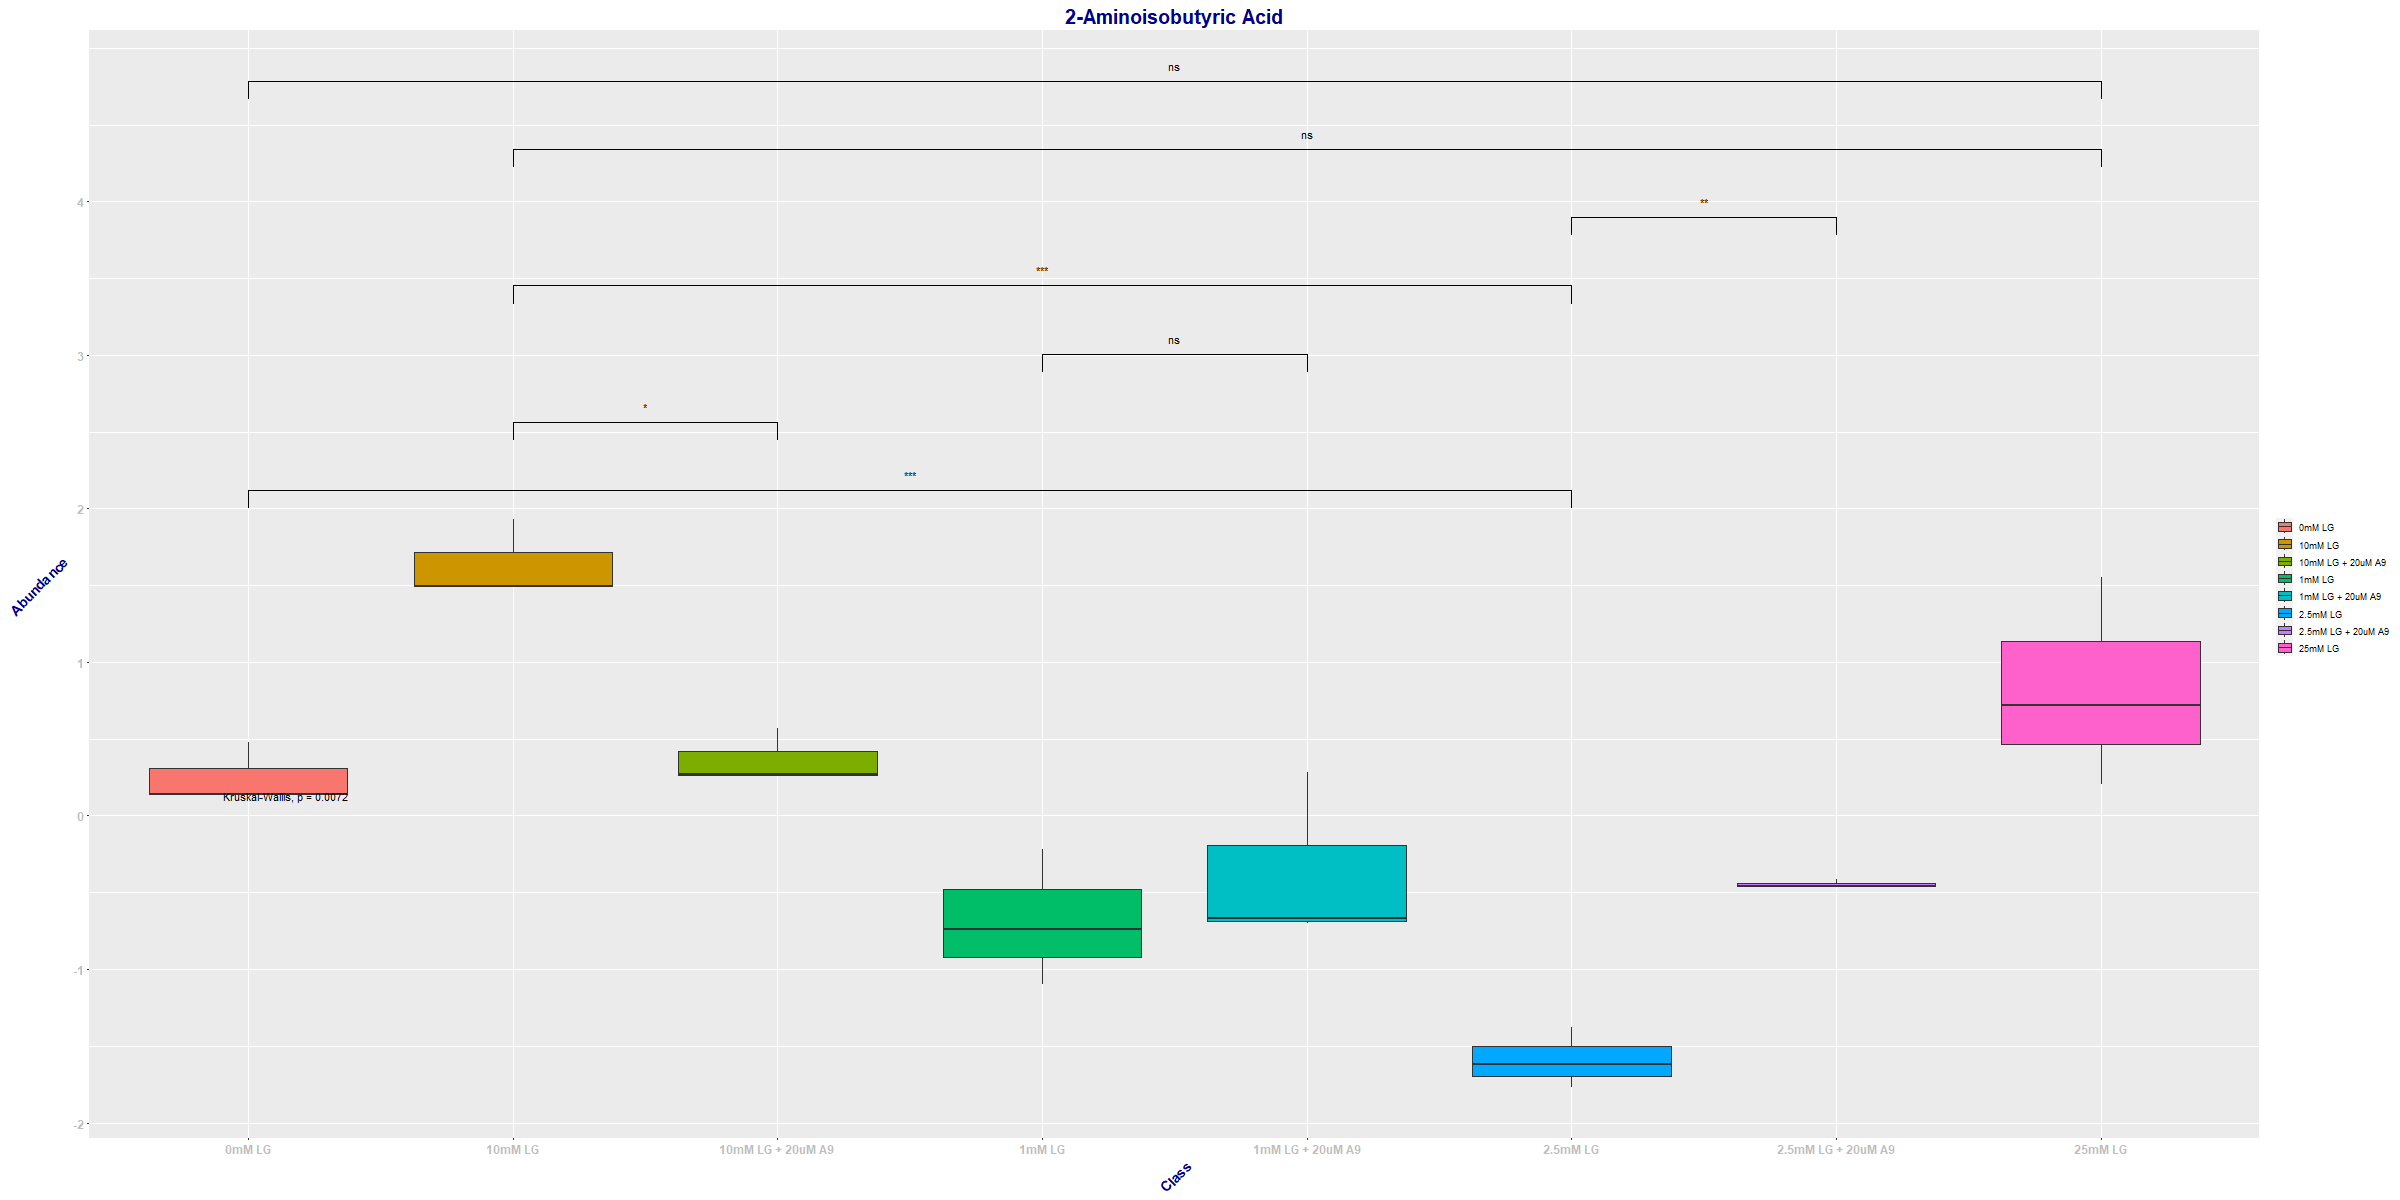 2-Aminoisobutyric Acid
ns
ns
**
***
ns
*
***
Kruskal-Wallis, p = 0.0072
4
3
2
1
0
-1
-2
Abundance
0mM LG
10mM LG
10mM LG + 20uM A9
1mM LG
1mM LG + 20uM A9
2.5mM LG
2.5mM LG + 20uM A9
25mM LG
Class
0mM LG
10mM LG
10mM LG + 20uM A9
1mM LG
1mM LG + 20uM A9
2.5mM LG
2.5mM LG + 20uM A9
25mM LG